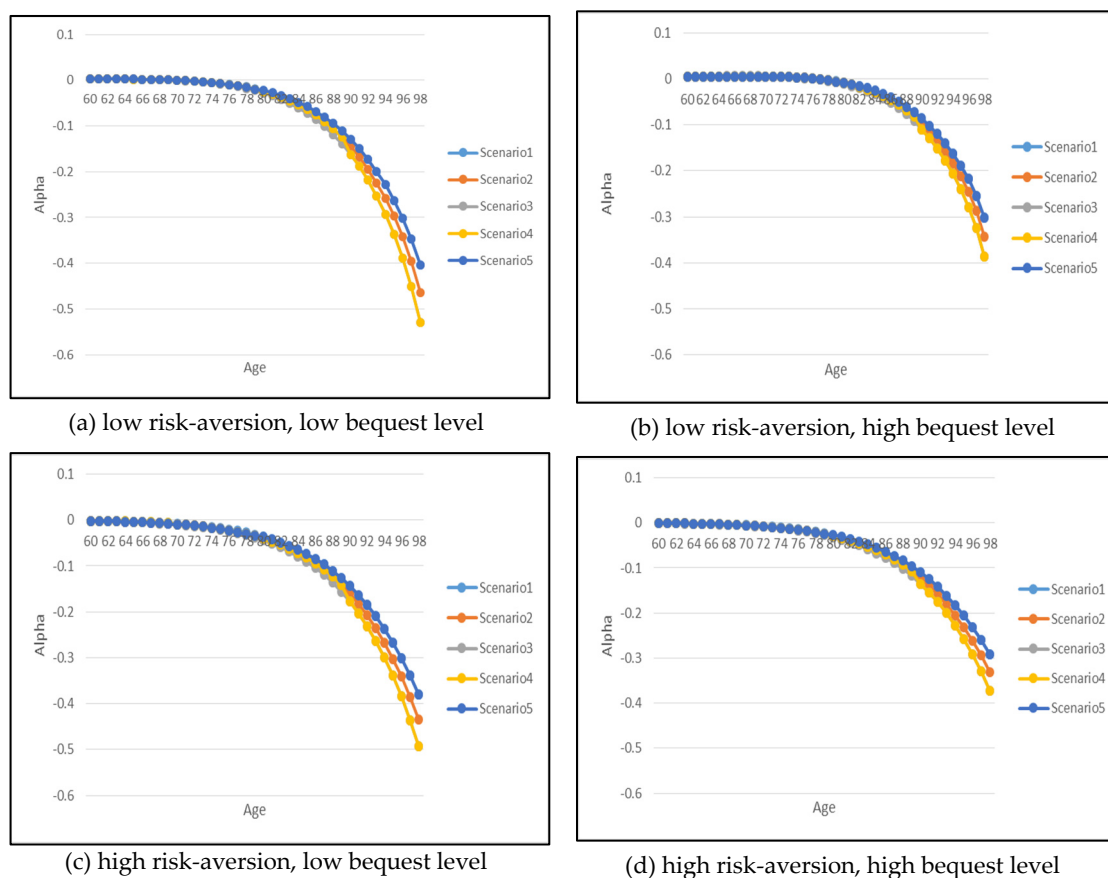 0.1
0
60 62 64 66 68 70 72 74 76 78 80 82 84 86 88 90 92 94 96 98
-0.1
-0.2
-0.3
-0.4
-0.5
-0.6
Alpha
Age
Scenario1
Scenario2
Scenario3
Scenario4
Scenario5
(a) low risk-aversion, low bequest level
0.1
0
60 62 64 66 68 70 72 74 76 78 80 82 84 86 88 90 92 94 96 98
-0.1
-0.2
-0.3
-0.4
-0.5
-0.6
Alpha
Age
Scenario1
Scenario2
Scenario3
Scenario4
Scenario5
(b) low risk-aversion, high bequest level
0.1
0
60 62 64 66 68 70 72 74 76 78 80 82 84 86 88 90 92 94 96 98
-0.1
-0.2
-0.3
-0.4
-0.5
-0.6
Alpha
Age
Scenario1
Scenario2
Scenario3
Scenario4
Scenario5
(c) high risk-aversion, low bequest level
0.1
0
60 62 64 66 68 70 72 74 76 78 80 82 84 86 88 90 92 94 96 98
-0.1
-0.2
-0.3
-0.4
-0.5
-0.6
Alpha
Age
Scenario1
Scenario2
Scenario3
Scenario4
Scenario5
(d) high risk-aversion, high bequest level